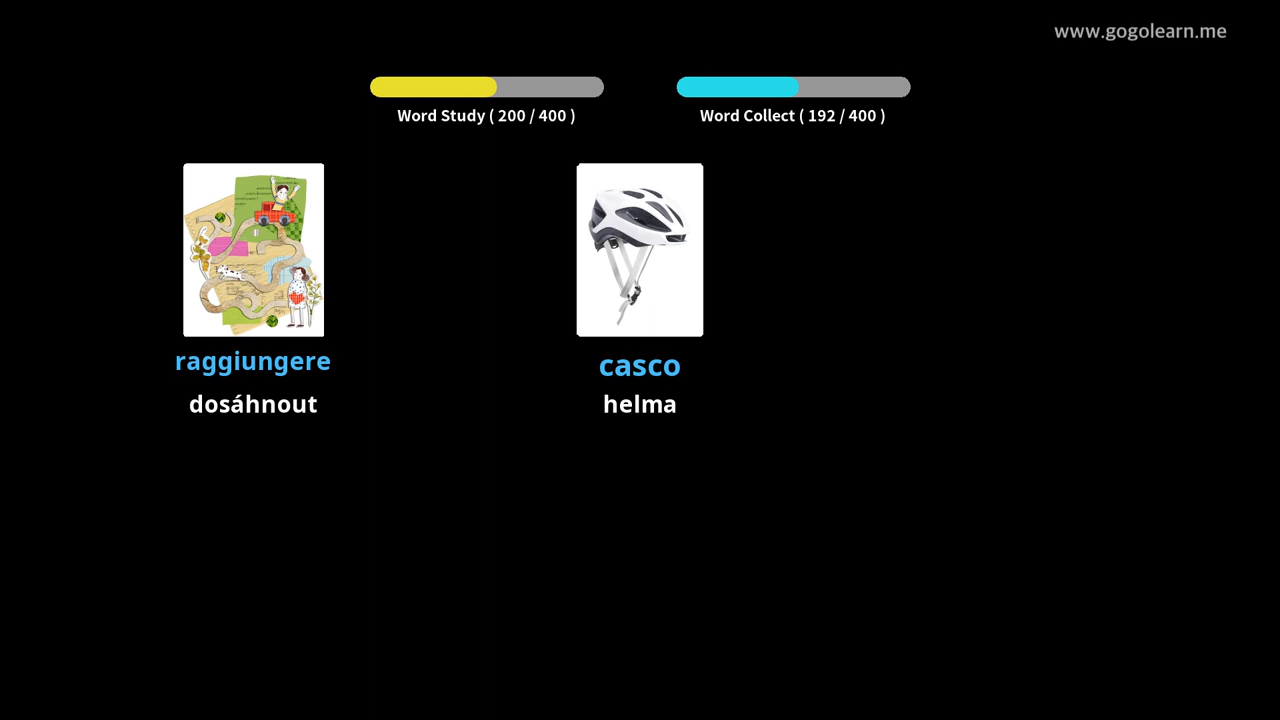 www.gogolearn.me
Word Study ( 200 / 400 )
Word Collect ( 192 / 400 )
raggiungere
dosáhnout
casco
helma